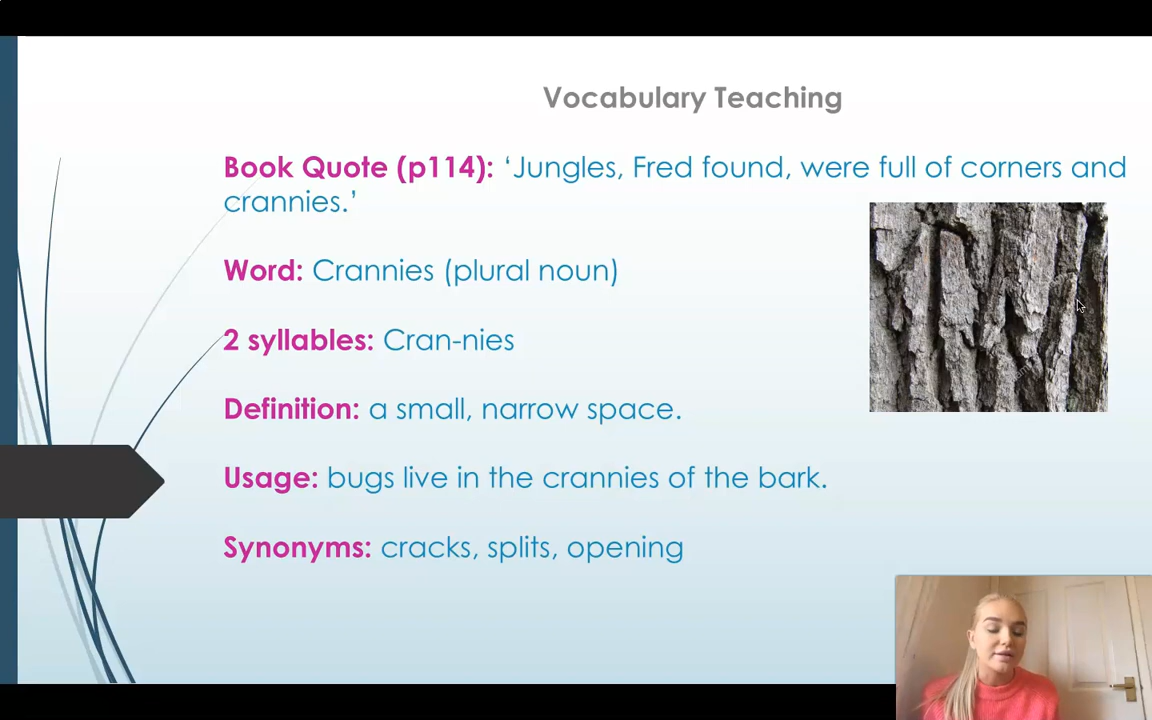 Vocabulary Teaching
Book Quote (p114): ‘Jungles, Fred found, were full of corners and
crannies.’
Word: Crannies (plural noun)
2 syllables: Cran-nies
Definition: a small, narrow space.
Usage: bugs live in the crannies of the bark.
Synonyms: cracks, splits, opening